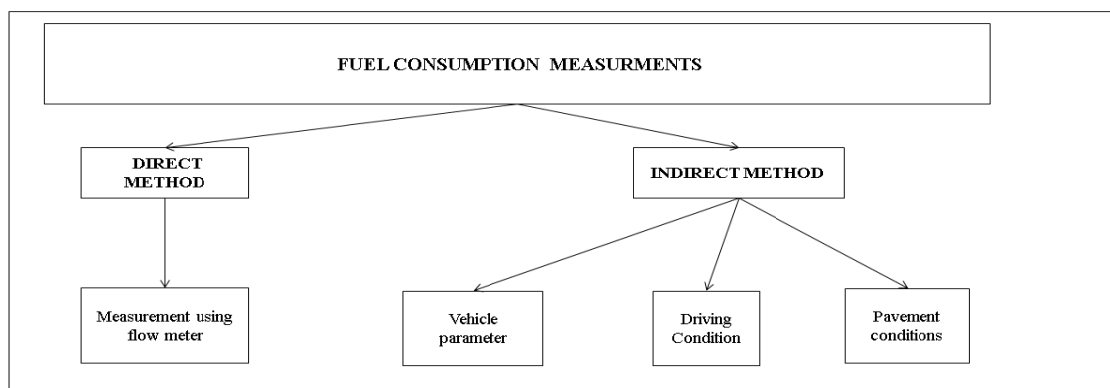 FUEL CONSUMPTION MEASURMENTS
DIRECT
METHOD
INDIRECT METHOD
Measurement using
flow meter
Vehicle
parameter
Driving
Condition
Pavement
conditions